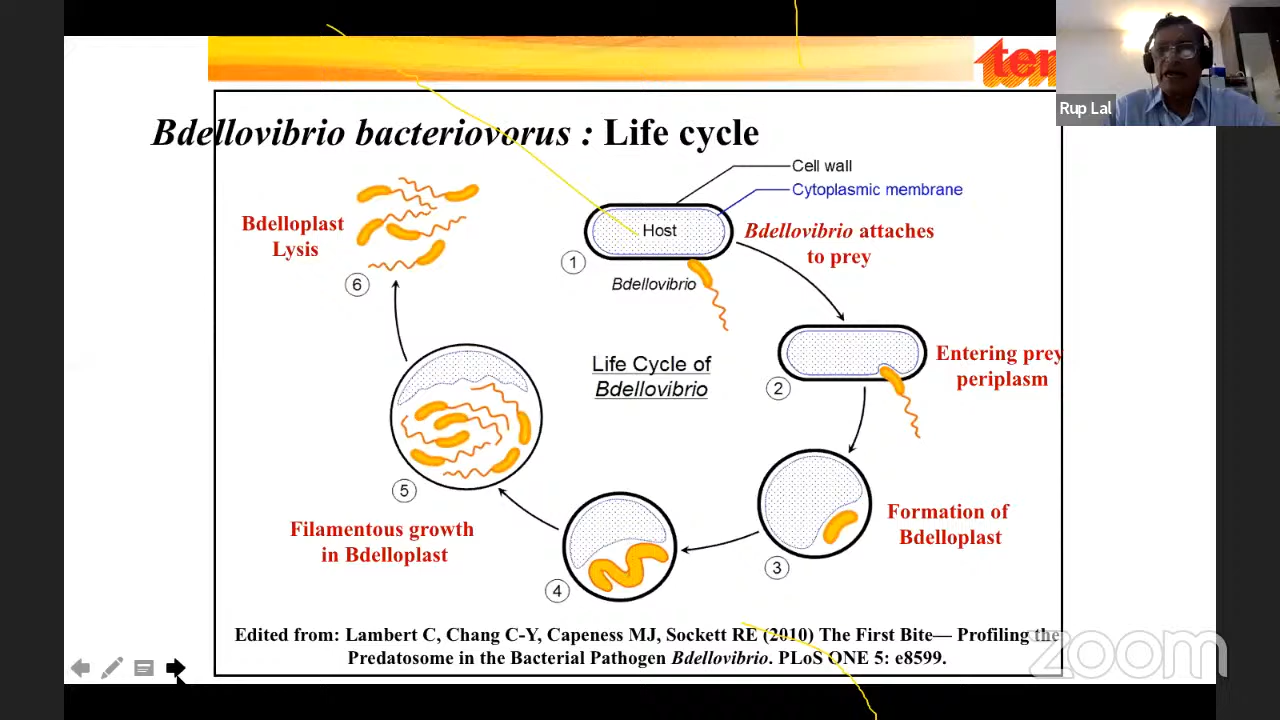 ter
Rup Lal
Bdellovibrio bacteriovorus : Life cycle
Cell wall
Cytoplasmic membrane
Bdelloplast
Lysis
Host
Bdellovibrio attaches
to prey
1
Bdellovibrio
6
Life Cycle of
Bdellovibrio
Entering prey
periplasm
2
5
Filamentous growth
in Bdelloplast
Formation of
Bdelloplast
3
4
Edited from: Lambert C, Chang C-Y, Capeness MJ, Sockett RE (2010) The First Bite— Profiling the
Predatosome in the Bacterial Pathogen Bdellovibrio. PLoS ONE 5: e8599.
zoom